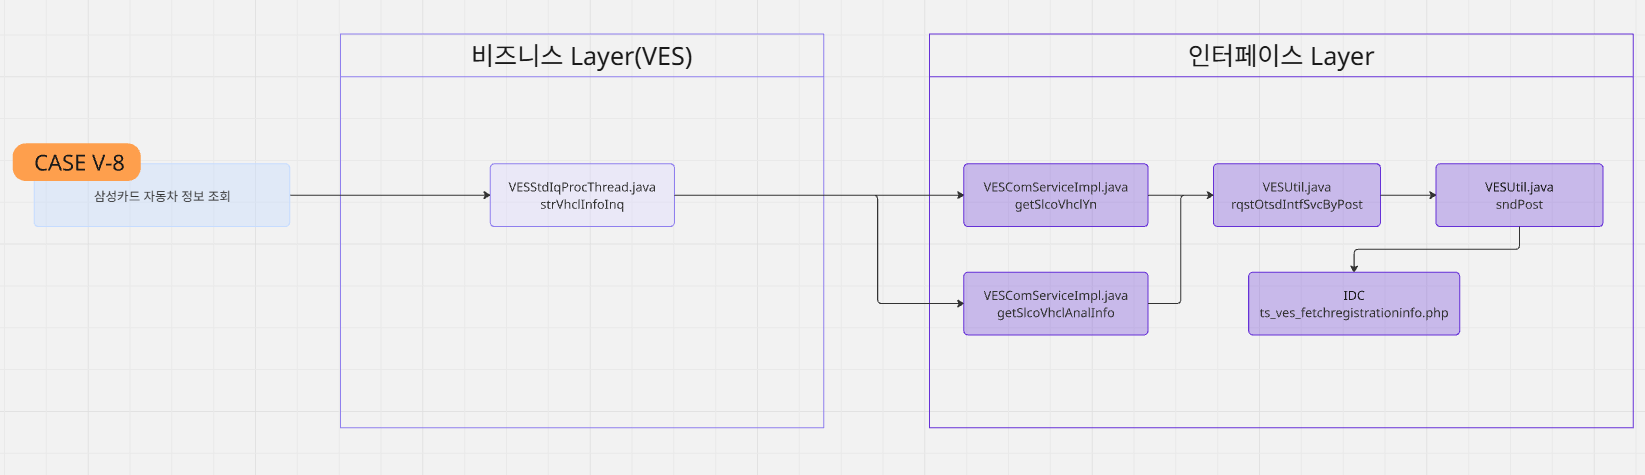 비즈니스 Layer(VES)
인터페이스 Layer
CASE V-8
삼성카드 자동차 정보 조회
VESStdIqProcThread.java
strVhclInfoInq
VESComServiceImpl.java
getSlcoVhclYn
VESUtil.java
rqstOtsdIntfSvcByPost
VESUtil.java
sndPost
VESComServiceImpl.java
getSlcoVhclAnalInfo
IDC
ts_ves_fetchregistrationinfo.php